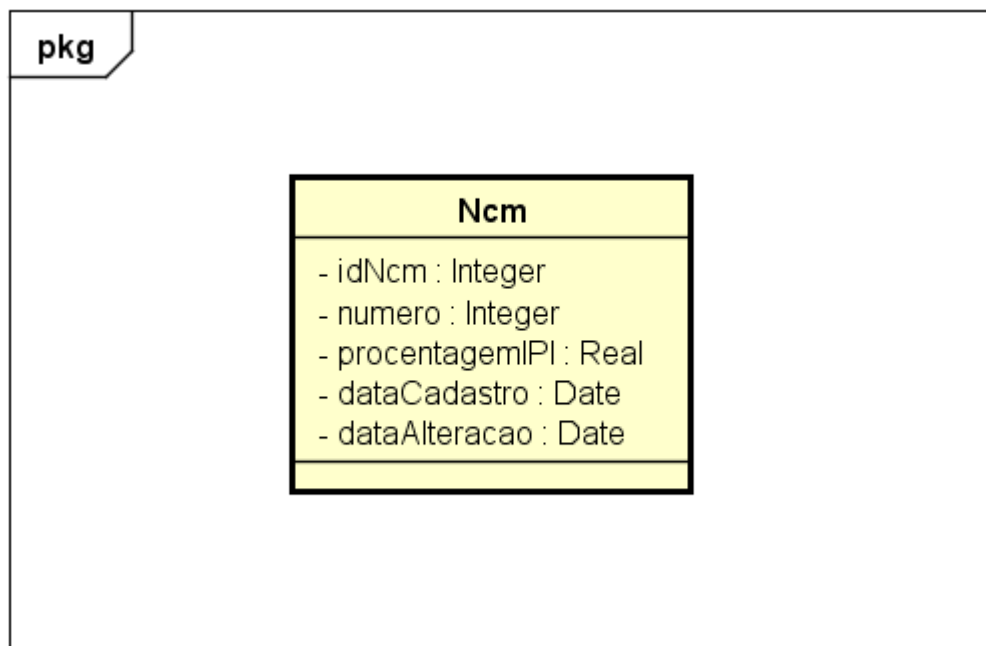 pkg
Ncm
- idNcm : Integer
- numero : Integer
- procentagemIPI : Real
- dataCadastro : Date
- dataAlteracao : Date